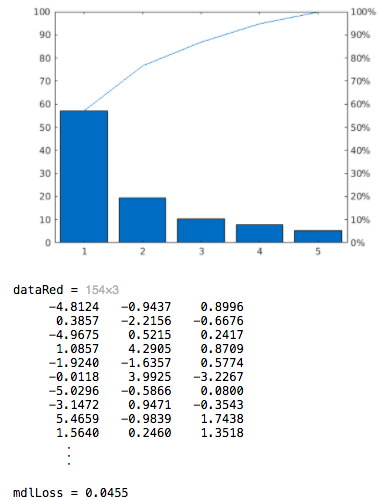 100 100%
90 90%
80 80%
70 70%
60 60%
50 50%
40 40%
30 30%
20 20%
10 10%
0 0%
1 2 3 4 5
dataRed = 154×3
-4.8124 -0.9437 0.8996
0.3857 -2.2156 -0.6676
-4.9675 0.5215 0.2417
1.0857 4.2905 0.8709
-1.9240 -1.6357 0.5774
-0.0118 3.9925 -3.2267
-5.0296 -0.5866 0.0800
-3.1472 0.9471 -0.3543
5.4659 -0.9839 1.7438
1.5640 0.2460 1.3518
⋮
mdlLoss = 0.0455